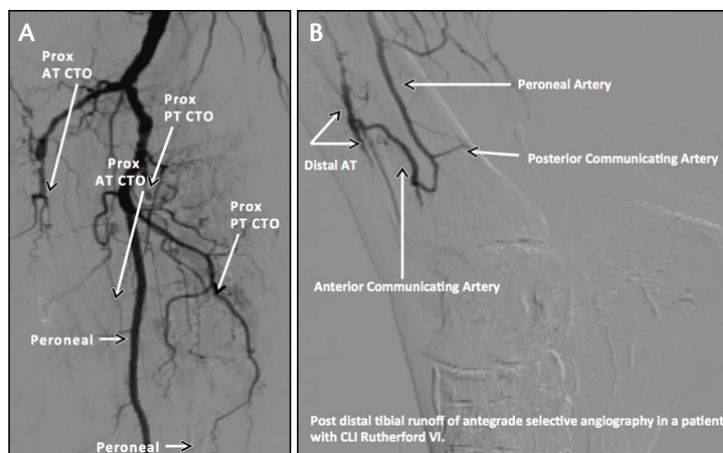 A
Prox
AT CTO
Prox
PT CTO
Prox
AT CTO
Prox
PT CTO
Peroneal
Peroneal
B
Peroneal Artery
Posterior Communicating Artery
Distal AT
Anterior Communicating Artery
Post distal tibial runoff of antegrade selective angiography in a patient
with CLI Rutherford VI.